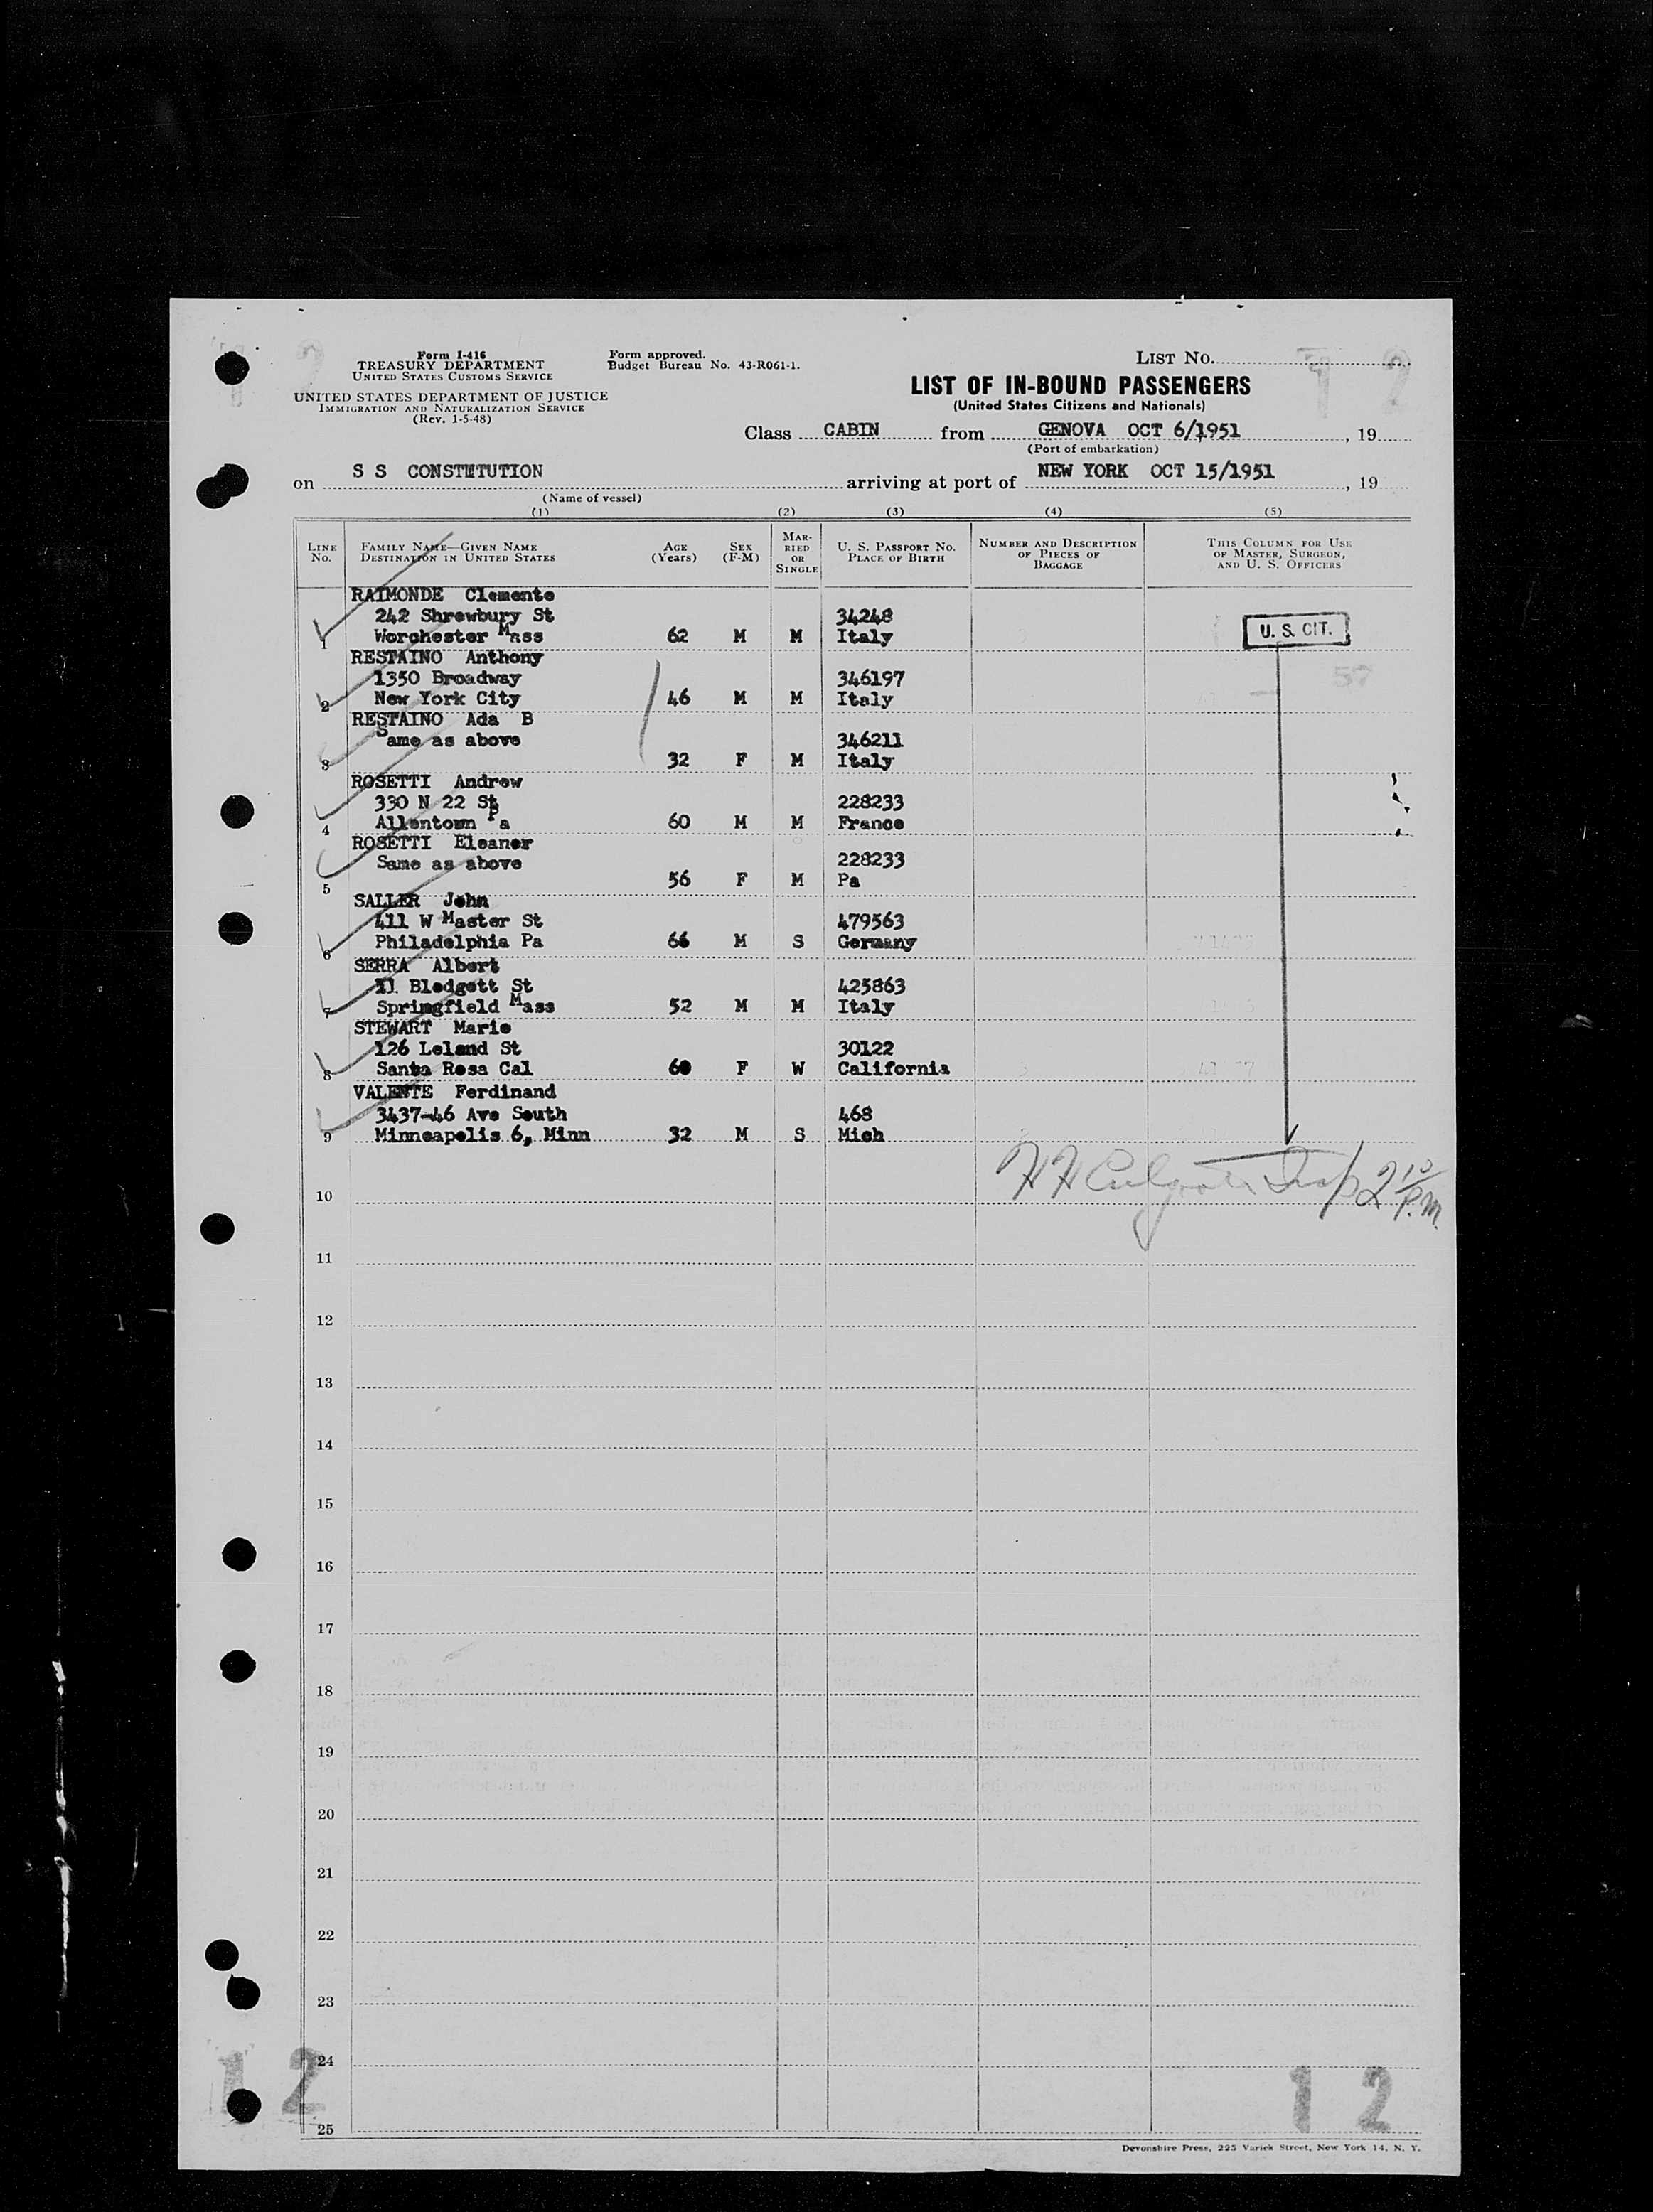 Form I-416
TREASURY DEPARTMENT
UNITED STATES CUSTOMS SERVICE
UNITED STATES DEPARTMENT OF JUSTICE
IMMIGRATION AND NATURALIZATION SERVICE
(Rev. 1-5-48)
Form approved.
Budget Bureau No. 43-R061-1.
LIST NO. 12
LIST OF IN-BOUND PASSENGERS
(United States Citizens and Nationals)
Class CABIN from GENOVA OCT 6/1951, 19
(Port of embarkation)
on S S CONSTITUTION arriving at port of NEW YORK OCT 15/1951, 19
(Name of vessel)
(1) (2) (3) (4) (5)
LINE NO. FAMILY NAME—GIVEN NAME DESTINATION IN UNITED STATES AGE (Years) SEX (F-M) MARRIED OR SINGLE U. S. PASSPORT NO. PLACE OF BIRTH NUMBER AND DESCRIPTION OF PIECES OF BAGGAGE THIS COLUMN FOR USE OF MASTER, SURGEON, AND U. S. OFFICERS
RAIMONDE Clemente
242 Shrewbury St 34248
1 Worchester Mass 62 M M Italy U. S. CIT.
RESTAINO Anthony
1350 Broadway 346197
2 New York City 46 M M Italy
RESTAINO Ada B
Same as above 346211
3 32 F M Italy
ROSETTI Andrew
330 N 22 St 228233
4 Allentown Pa 60 M M France
ROSETTI Eleanor
Same as above 228233
5 56 F M Pa
SALLER John
411 W Master St 479563
6 Philadelphia Pa 66 M S Germany
SERRA Albert
11 Blodgett St 425863
7 Springfield Mass 52 M M Italy
STEWART Marie
126 Leland St 30122
8 Santa Rosa Cal 60 F W California
VALENTE Ferdinand
3437-46 Ave South 468
9 Minneapolis 6, Minn 32 M S Mich
Insp 2 10 P.M.
10
11
12
13
14
15
16
17
18
19
20
21
22
23
24
12 12
25
Devonshire Press, 225 Varick Street, New York 14, N. Y.